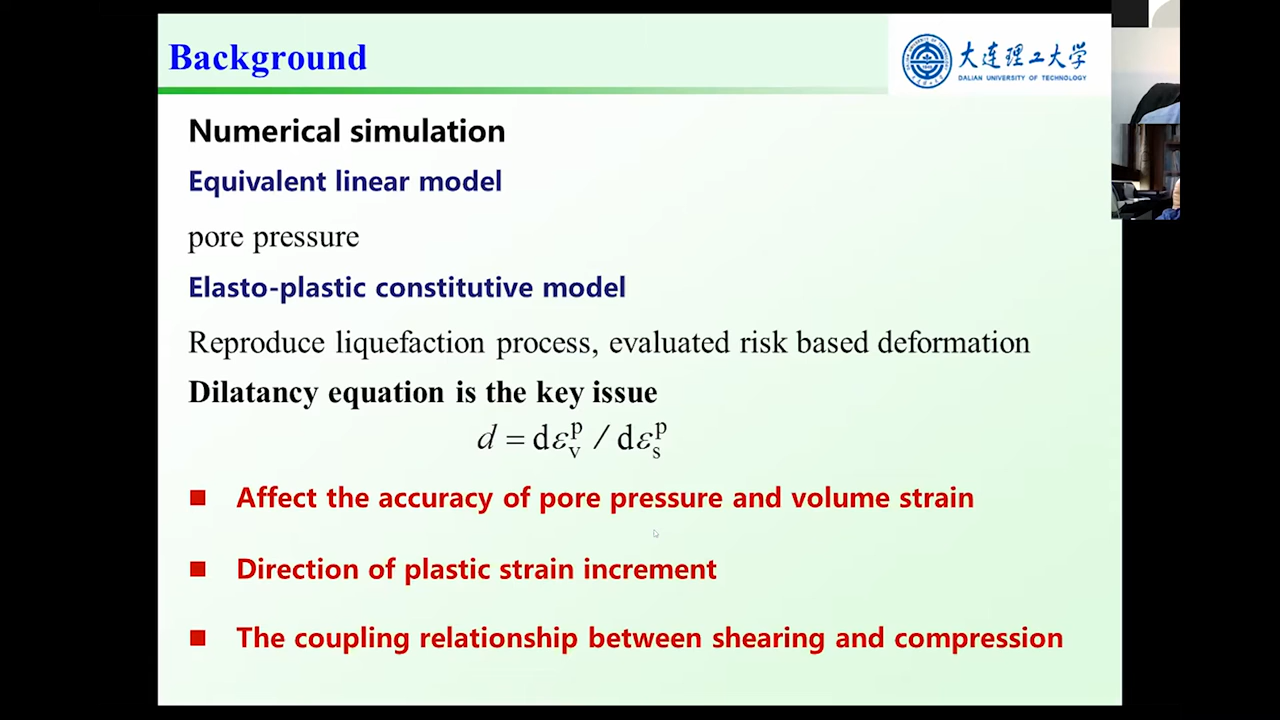 Background
大连理工大学
DALIAN UNIVERSITY OF TECHNOLOGY
Numerical simulation
Equivalent linear model
pore pressure
Elasto-plastic constitutive model
Reproduce liquefaction process, evaluated risk based deformation
Dilatancy equation is the key issue
d = dε_v^p / dε_s^p
■ Affect the accuracy of pore pressure and volume strain
■ Direction of plastic strain increment
■ The coupling relationship between shearing and compression